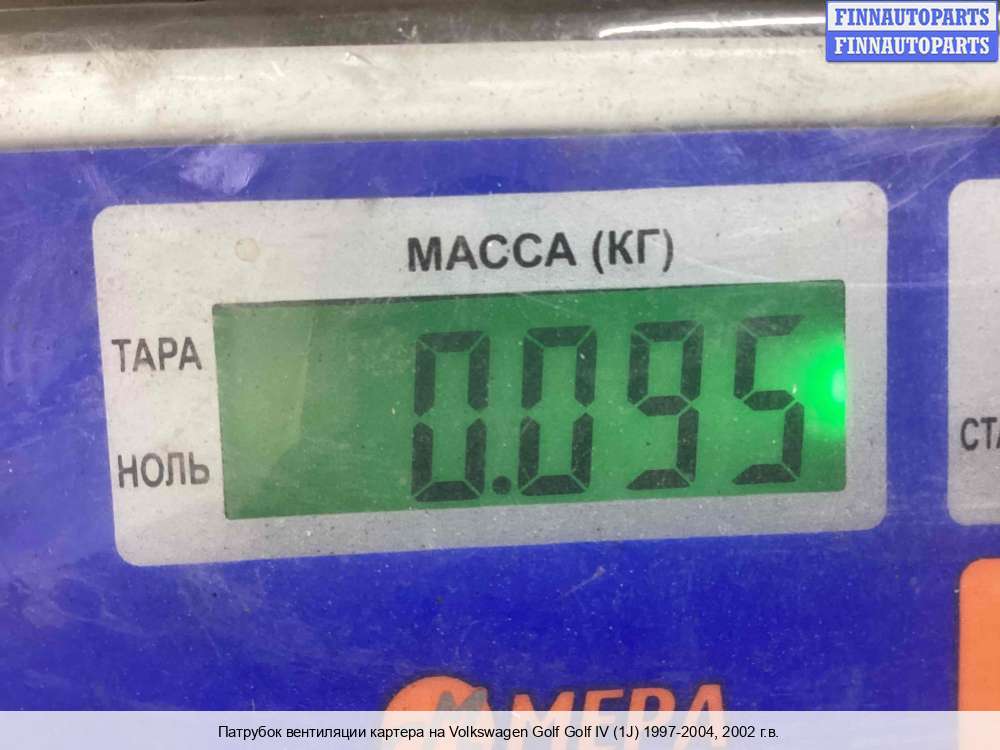 FINNAUTOPARTS
FINNAUTOPARTS
МАССА (КГ)
ТАРА
0.095
НОЛЬ
МЕРА
Патрубок вентиляции картера на Volkswagen Golf Golf IV (1J) 1997-2004, 2002 г.в.